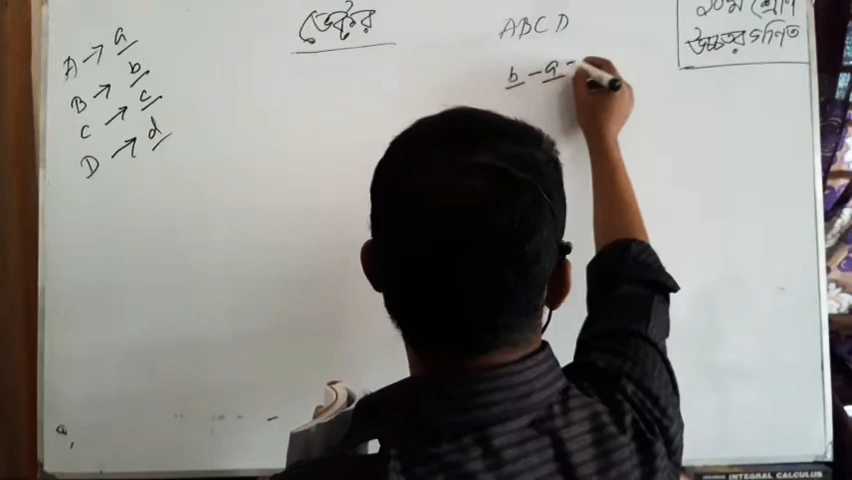 ভেক্টর
A → a
B → b
C → c
D → d
ABCD
b - a =
১০ম শ্রেণি
উচ্চতর গণিত
INTEGRAL CALCULUS